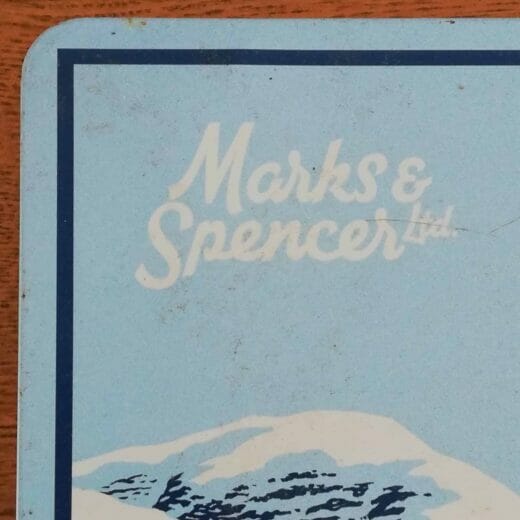 Marks &
Spencer Ltd.